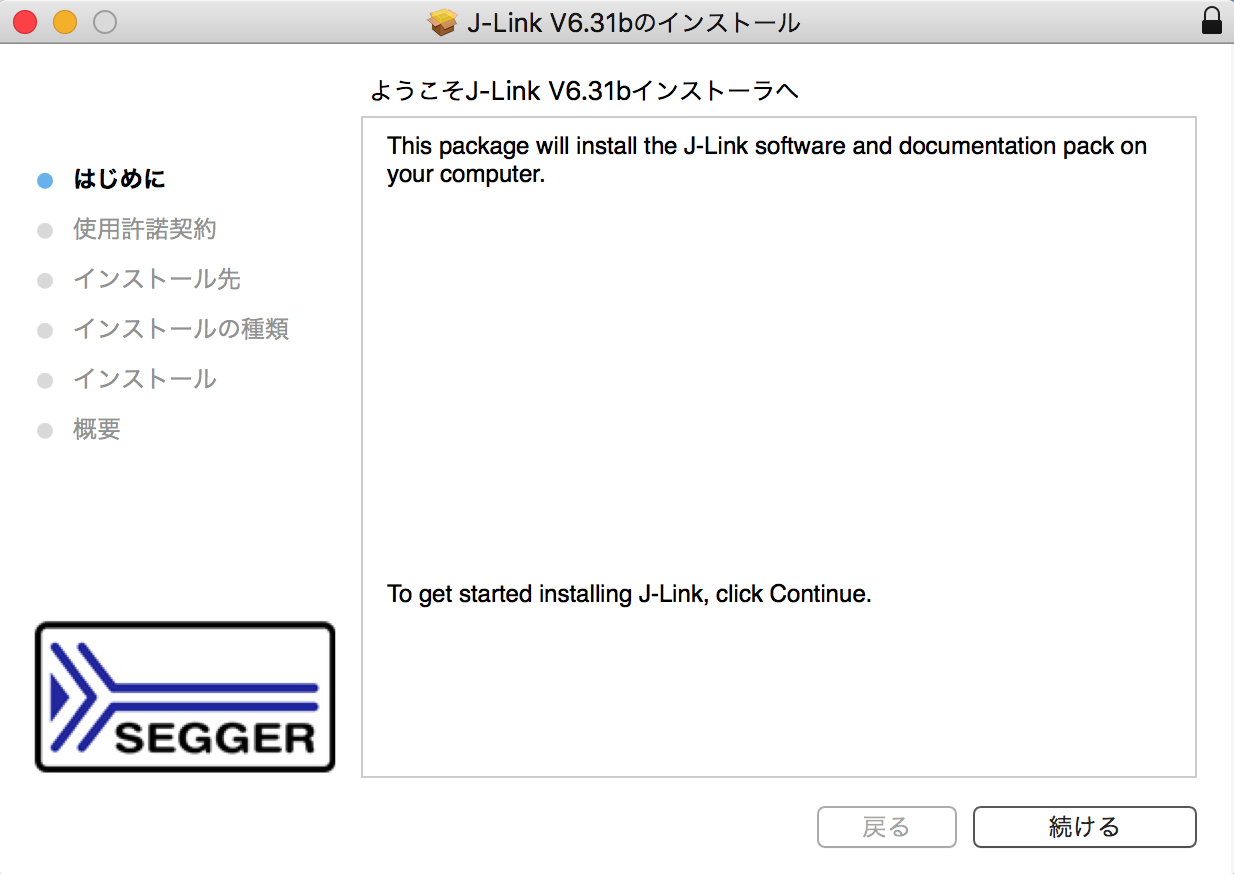 J-Link V6.31bのインストール
ようこそJ-Link V6.31bインストーラへ
はじめに
使用許諾契約
インストール先
インストールの種類
インストール
概要
This package will install the J-Link software and documentation pack on
your computer.
To get started installing J-Link, click Continue.
SEGGER
戻る
続ける